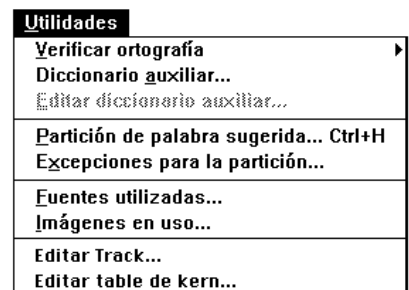 Utilidades
Verificar ortografía
Diccionario auxiliar...
Editar diccionario auxiliar...
Partición de palabra sugerida... Ctrl+H
Excepciones para la partición...
Fuentes utilizadas...
Imágenes en uso...
Editar Track...
Editar table de kern...